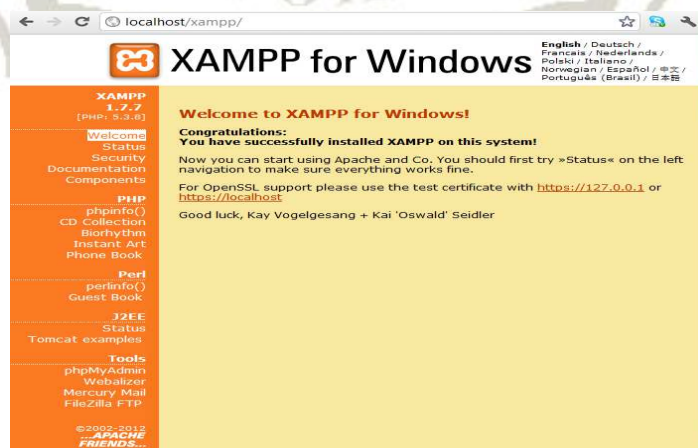 localhost/xampp/
XAMPP for Windows
English / Deutsch /
Francais / Nederlands /
Polski / Italiano /
Norwegian / Español / 中文 /
Português (Brasil) / 日本語
XAMPP
1.7.7
[PHP: 5.3.8]
Welcome
Status
Security
Documentation
Components
PHP
phpinfo()
CD Collection
Biorhythm
Instant Art
Phone Book
Perl
perlinfo()
Guest Book
J2EE
Status
Tomcat examples
Tools
phpMyAdmin
Webalizer
Mercury Mail
FileZilla FTP
©2002-2012
...APACHE
FRIENDS...
Welcome to XAMPP for Windows!
Congratulations:
You have successfully installed XAMPP on this system!
Now you can start using Apache and Co. You should first try »Status« on the left
navigation to make sure everything works fine.
For OpenSSL support please use the test certificate with https://127.0.0.1 or
https://localhost
Good luck, Kay Vogelgesang + Kai 'Oswald' Seidler